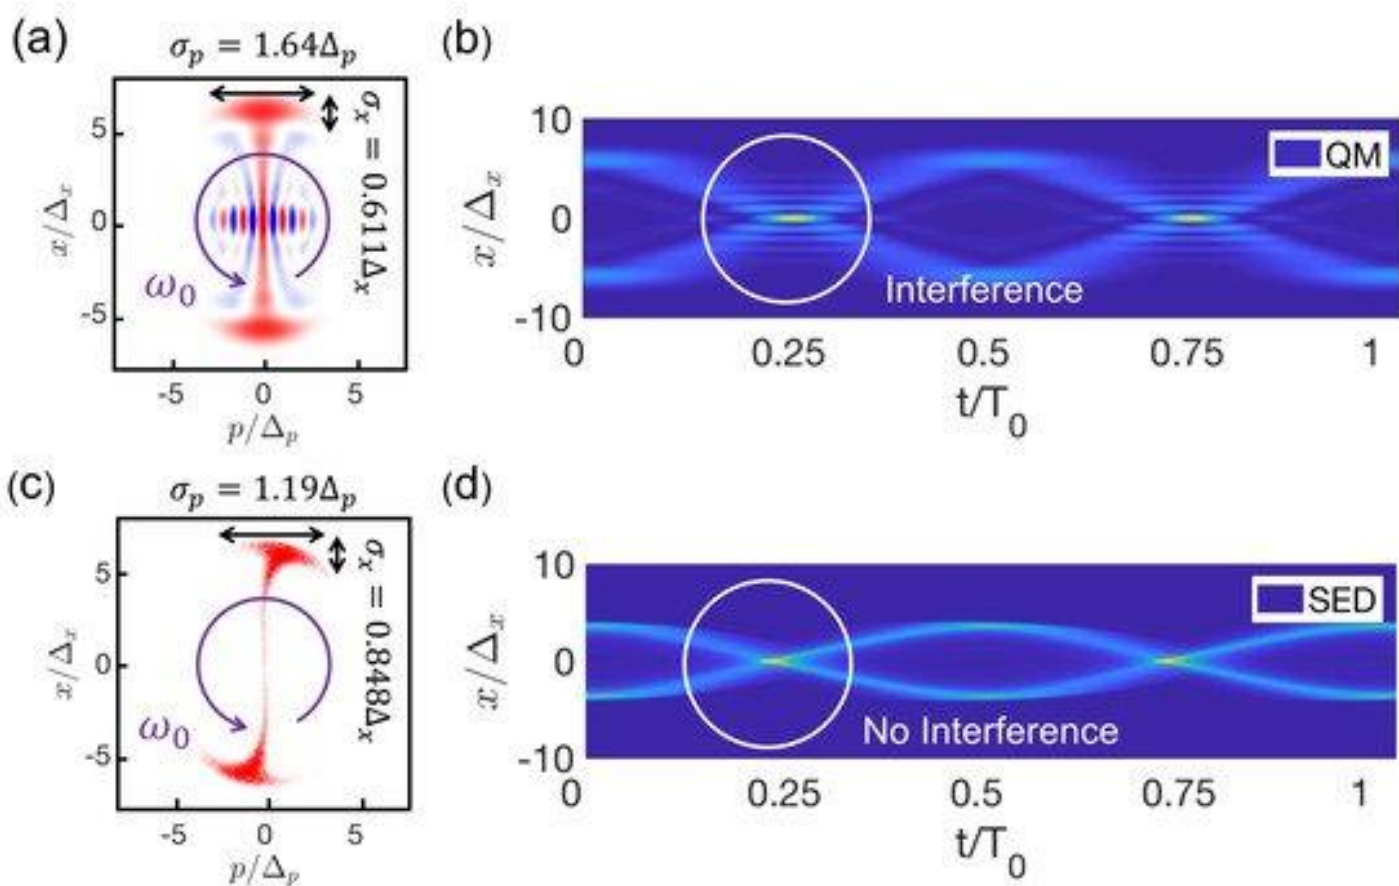 (a)
σₚ = 1.64Δₚ
σₓ = 0.611Δₓ
x/Δₓ
5
0
-5
ω₀
-5 0 5
p/Δₚ
(b)
x/Δₓ
10
0
-10
QM
Interference
0 0.25 0.5 0.75 1
t/T₀
(c)
σₚ = 1.19Δₚ
σₓ = 0.848Δₓ
x/Δₓ
5
0
-5
ω₀
-5 0 5
p/Δₚ
(d)
x/Δₓ
10
0
-10
SED
No Interference
0 0.25 0.5 0.75 1
t/T₀